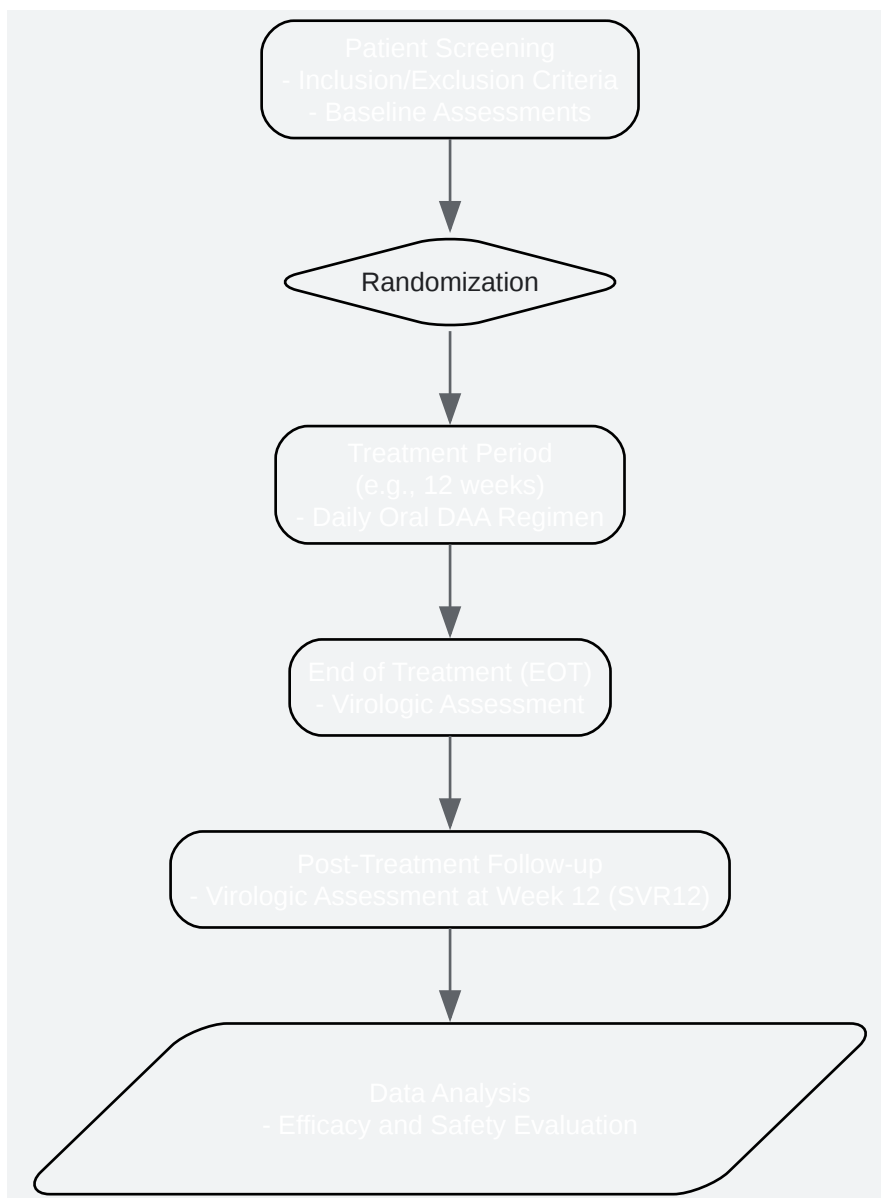 Patient Screening
- Inclusion/Exclusion Criteria
- Baseline Assessments
Randomization
Treatment Period
(e.g., 12 weeks)
- Daily Oral DAA Regimen
End of Treatment (EOT)
- Virologic Assessment
Post-Treatment Follow-up
- Virologic Assessment at Week 12 (SVR12)
Data Analysis
- Efficacy and Safety Evaluation